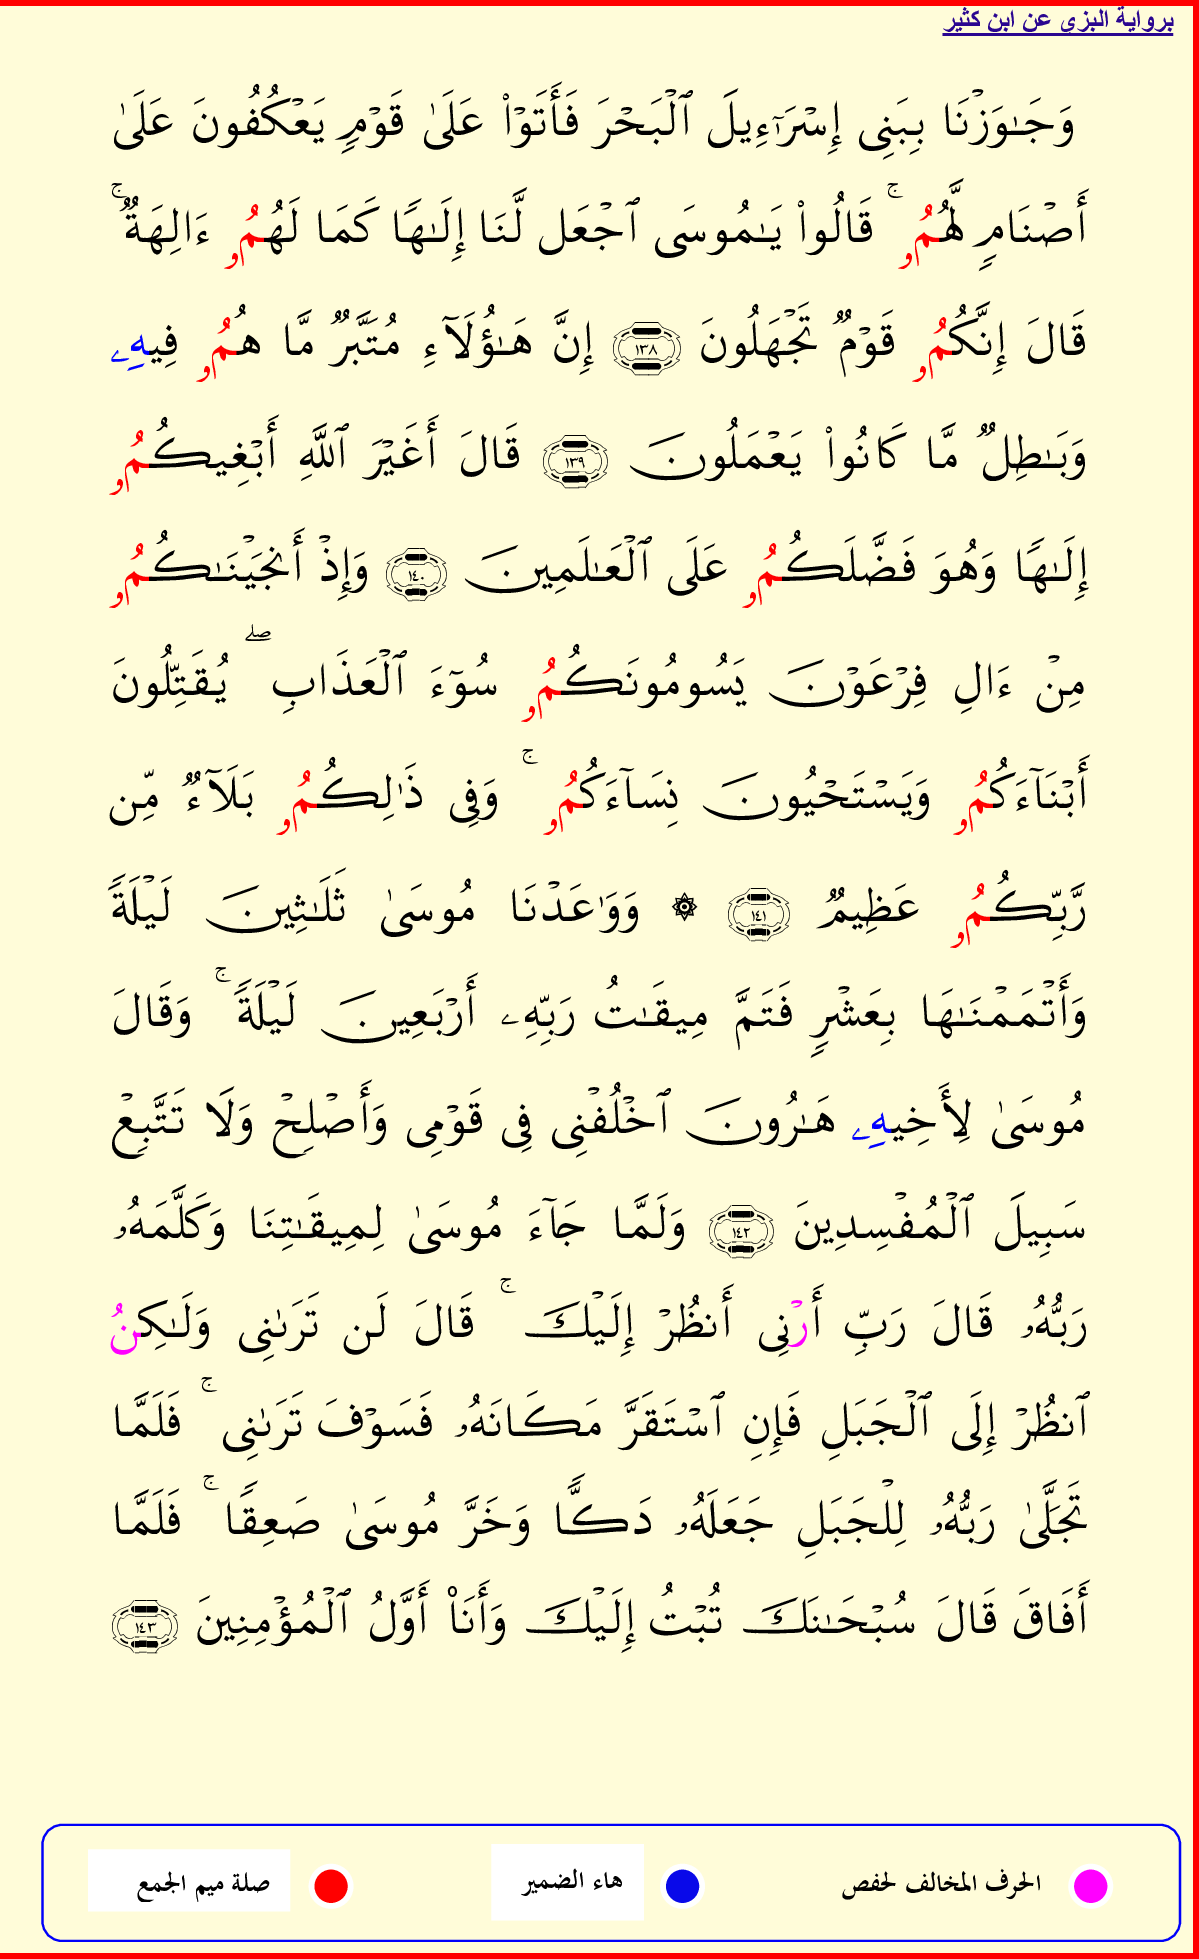 برواية البزي عن ابن كثير
وَجَٰوَزْنَا بِبَنِى إِسْرَٰٓءِيلَ ٱلْبَحْرَ فَأَتَوْا۟ عَلَىٰ قَوْمٍ يَعْكُفُونَ عَلَىٰ
أَصْنَامٍ لَّهُمُۥ ۚ قَالُوا۟ يَٰمُوسَى ٱجْعَل لَّنَا إِلَٰهًا كَمَا لَهُمُۥ ءَالِهَةٌ ۚ
قَالَ إِنَّكُمُۥ قَوْمٌ تَجْهَلُونَ ١٣٨ إِنَّ هَٰؤُلَآءِ مُتَبَّرٌ مَّا هُمُۥ فِيهِۦ
وَبَٰطِلٌ مَّا كَانُوا۟ يَعْمَلُونَ ١٣٩ قَالَ أَغَيْرَ ٱللَّهِ أَبْغِيكُمُۥ
إِلَٰهًا وَهُوَ فَضَّلَكُمُۥ عَلَى ٱلْعَٰلَمِينَ ١٤٠ وَإِذْ أَنجَيْنَٰكُمُۥ
مِنْ ءَالِ فِرْعَوْنَ يَسُومُونَكُمُۥ سُوٓءَ ٱلْعَذَابِ ۖ يُقَتِّلُونَ
أَبْنَآءَكُمُۥ وَيَسْتَحْيُونَ نِسَآءَكُمُۥ ۚ وَفِى ذَٰلِكُمُۥ بَلَآءٌ مِّن
رَّبِّكُمُۥ عَظِيمٌ ١٤١ ۞ وَوَٰعَدْنَا مُوسَىٰ ثَلَٰثِينَ لَيْلَةً
وَأَتْمَمْنَٰهَا بِعَشْرٍ فَتَمَّ مِيقَٰتُ رَبِّهِۦ أَرْبَعِينَ لَيْلَةً ۚ وَقَالَ
مُوسَىٰ لِأَخِيهِۦ هَٰرُونَ ٱخْلُفْنِى فِى قَوْمِى وَأَصْلِحْ وَلَا تَتَّبِعْ
سَبِيلَ ٱلْمُفْسِدِينَ ١٤٢ وَلَمَّا جَآءَ مُوسَىٰ لِمِيقَٰتِنَا وَكَلَّمَهُۥ
رَبُّهُۥ قَالَ رَبِّ أَرْنِى أَنظُرْ إِلَيْكَ ۚ قَالَ لَن تَرَىٰنِى وَلَٰكِنُ
ٱنظُرْ إِلَى ٱلْجَبَلِ فَإِنِ ٱسْتَقَرَّ مَكَانَهُۥ فَسَوْفَ تَرَىٰنِى ۚ فَلَمَّا
تَجَلَّىٰ رَبُّهُۥ لِلْجَبَلِ جَعَلَهُۥ دَكًّا وَخَرَّ مُوسَىٰ صَعِقًا ۚ فَلَمَّا
أَفَاقَ قَالَ سُبْحَٰنَكَ تُبْتُ إِلَيْكَ وَأَنَا۠ أَوَّلُ ٱلْمُؤْمِنِينَ ١٤٣
الحرف المخالف لحفص هاء الضمير صلة ميم الجمع